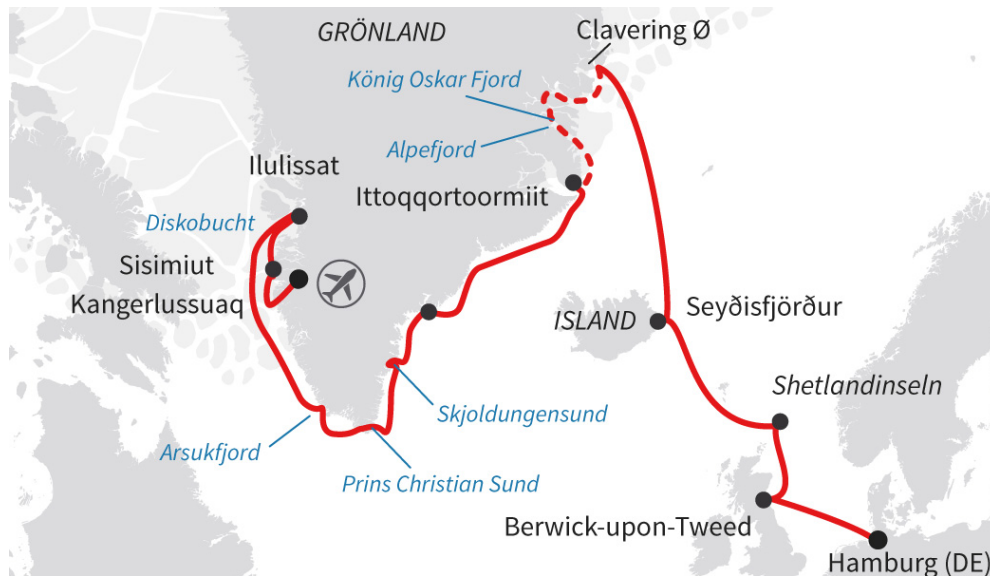 GRÖNLAND
Clavering Ø
König Oskar Fjord
Alpefjord
Ilulissat
Ittoqqortoormiit
Diskobucht
Sisimiut
Kangerlussuaq
ISLAND
Seyðisfjörður
Shetlandinseln
Skjoldungensund
Arsukfjord
Prins Christian Sund
Berwick-upon-Tweed
Hamburg (DE)